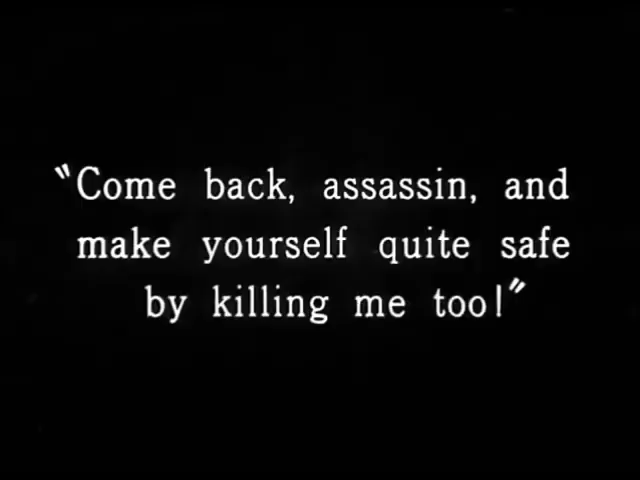 "Come back, assassin, and
make yourself quite safe
by killing me too!"